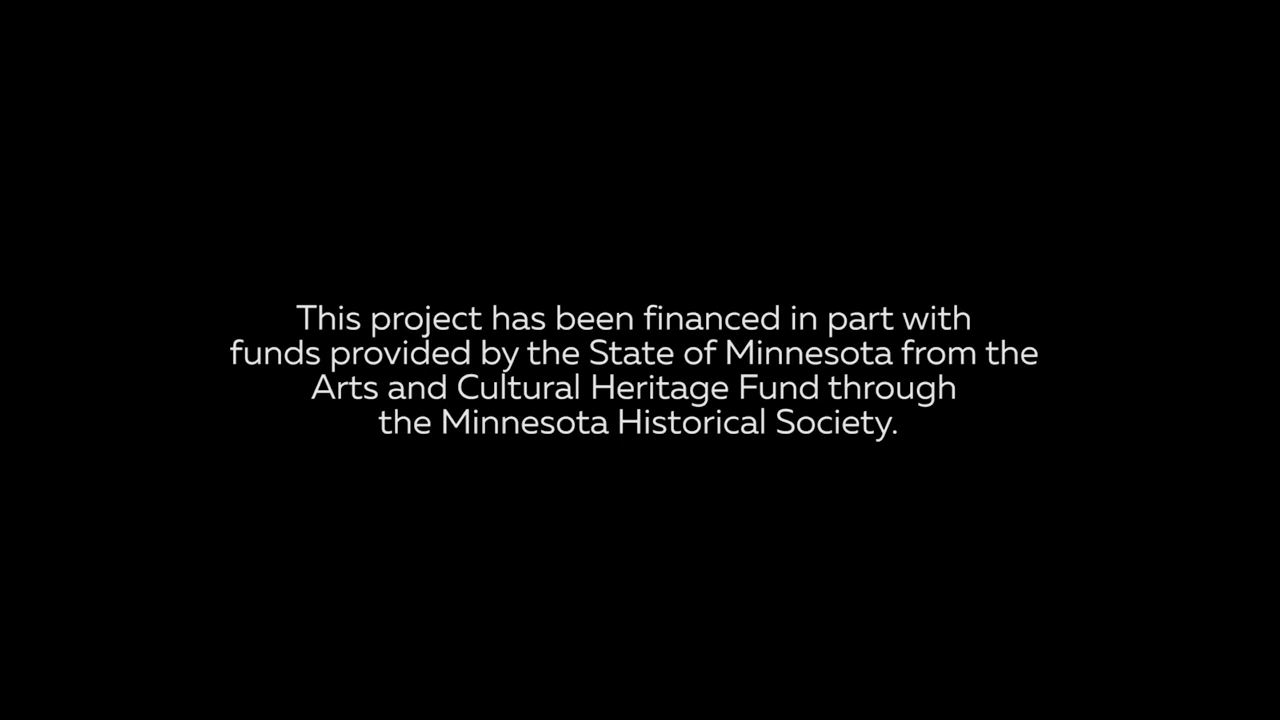 This project has been financed in part with
funds provided by the State of Minnesota from the
Arts and Cultural Heritage Fund through
the Minnesota Historical Society.